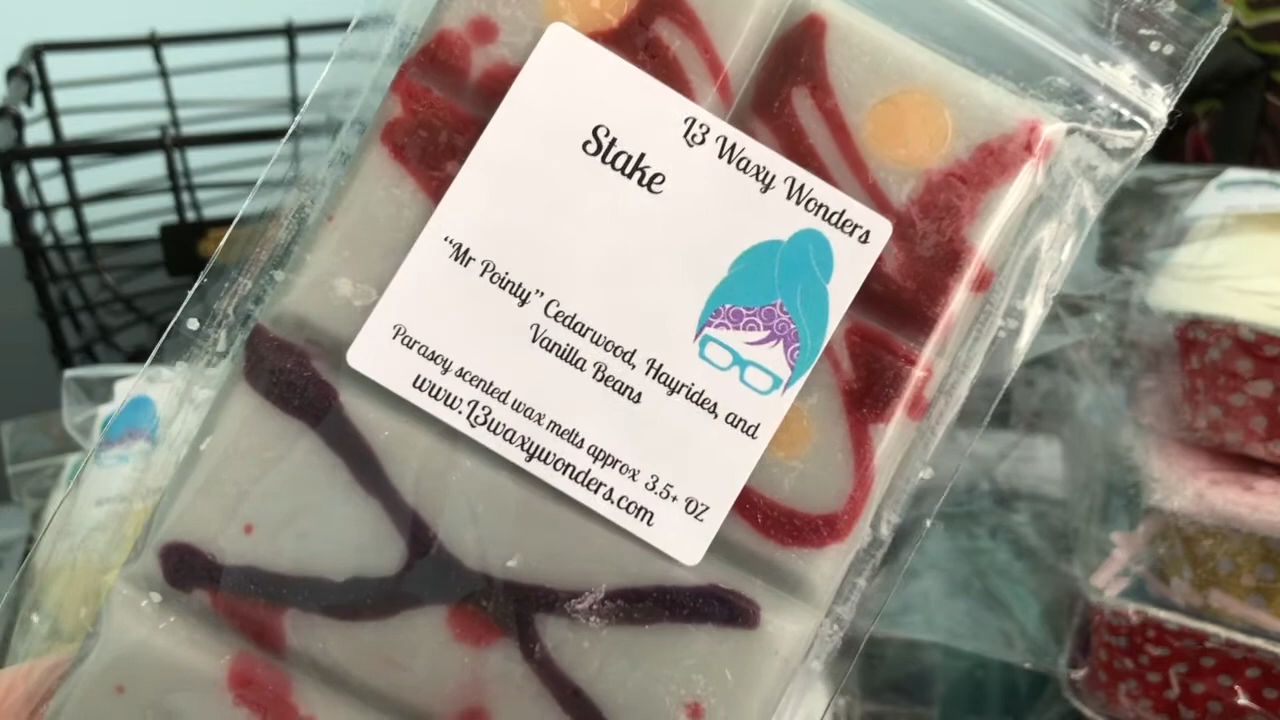 L3 Waxy Wonders
Stake
“Mr Pointy” Cedarwood, Hayrides, and
Vanilla Beans
Parasoy scented wax melts approx 3.5+ OZ
www.L3waxywonders.com